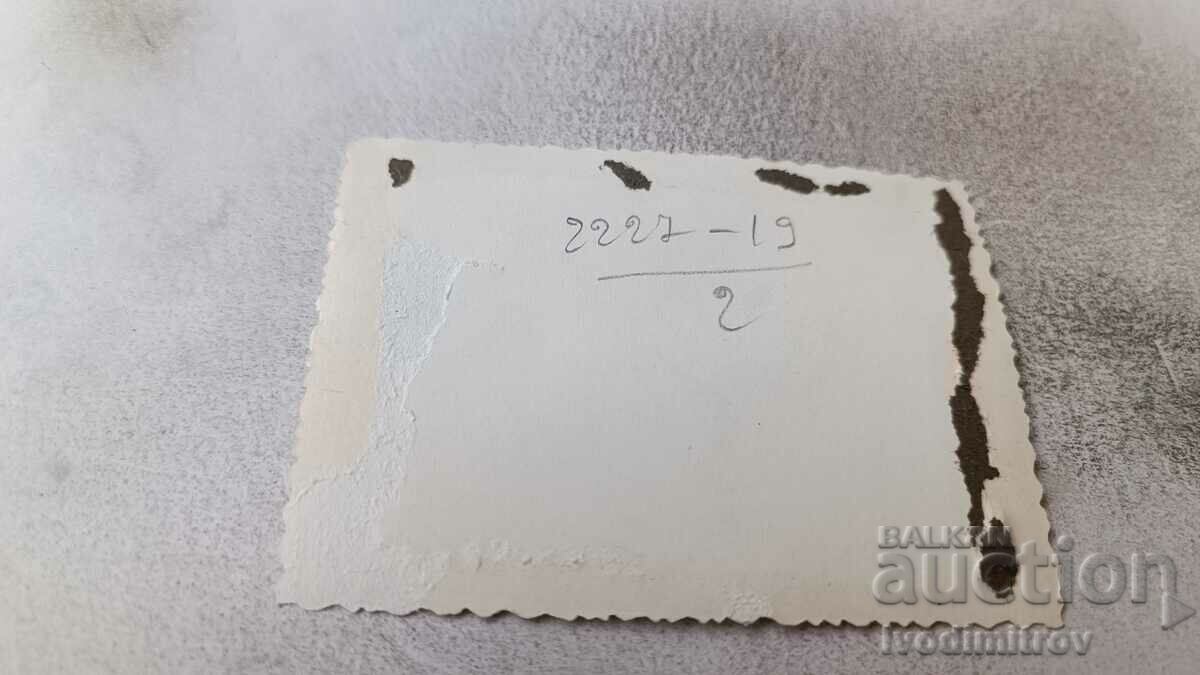 2227-19
2
BALKAN
auction
ivodimitrov